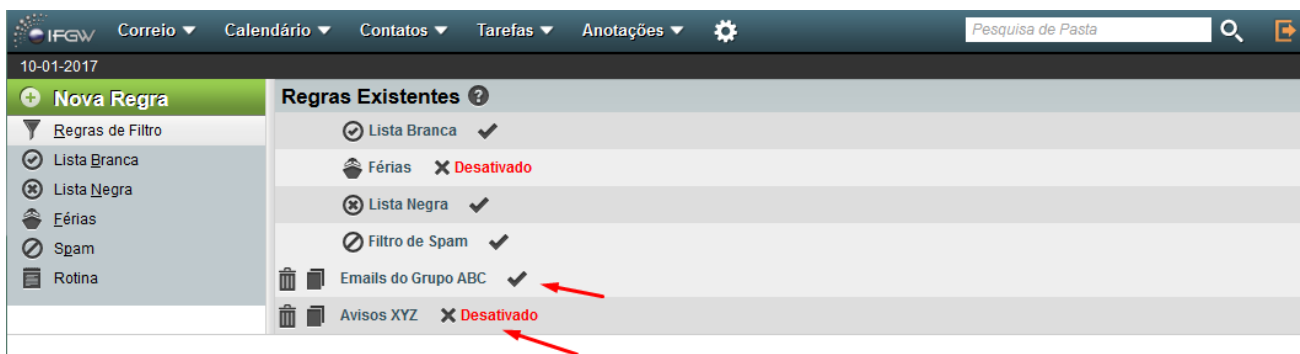 IFGW Correio Calendário Contatos Tarefas Anotações Pesquisa de Pasta
10-01-2017
Nova Regra
Regras de Filtro
Lista Branca
Lista Negra
Férias
Spam
Rotina
Regras Existentes
Lista Branca
Férias Desativado
Lista Negra
Filtro de Spam
Emails do Grupo ABC
Avisos XYZ Desativado